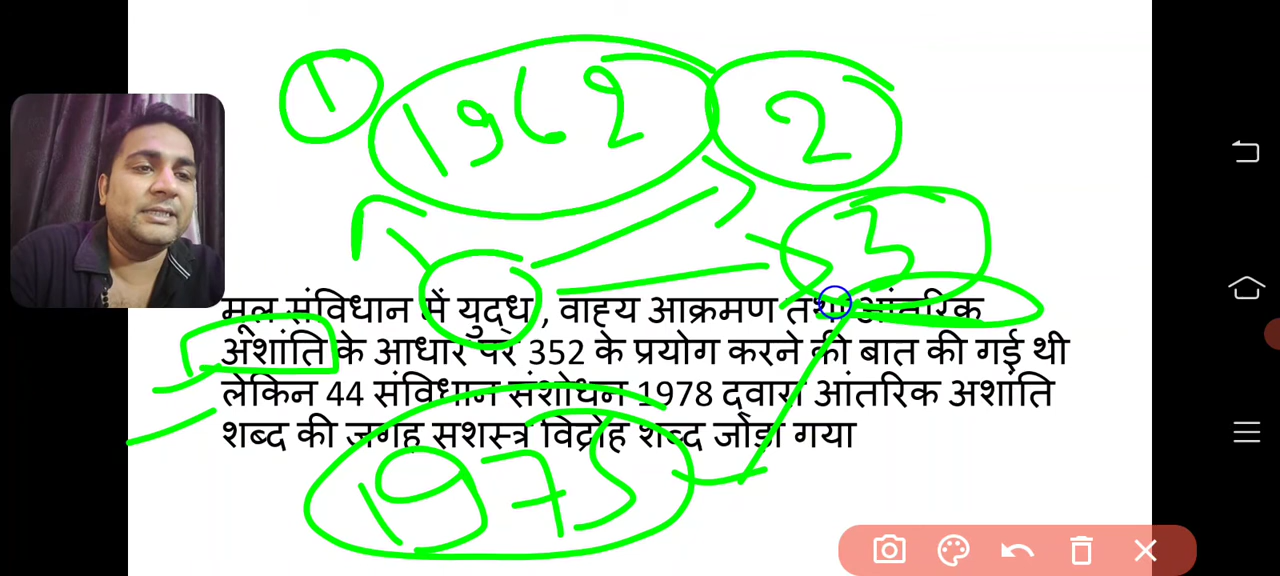 1 1962 2
3
मूल संविधान में युद्ध , वाह्य आक्रमण तथा आंतरिक
अशांति के आधार पर 352 के प्रयोग करने की बात की गई थी
लेकिन 44 संविधान संशोधन 1978 द्वारा आंतरिक अशांति
शब्द की जगह सशस्त्र विद्रोह शब्द जोड़ा गया
1975